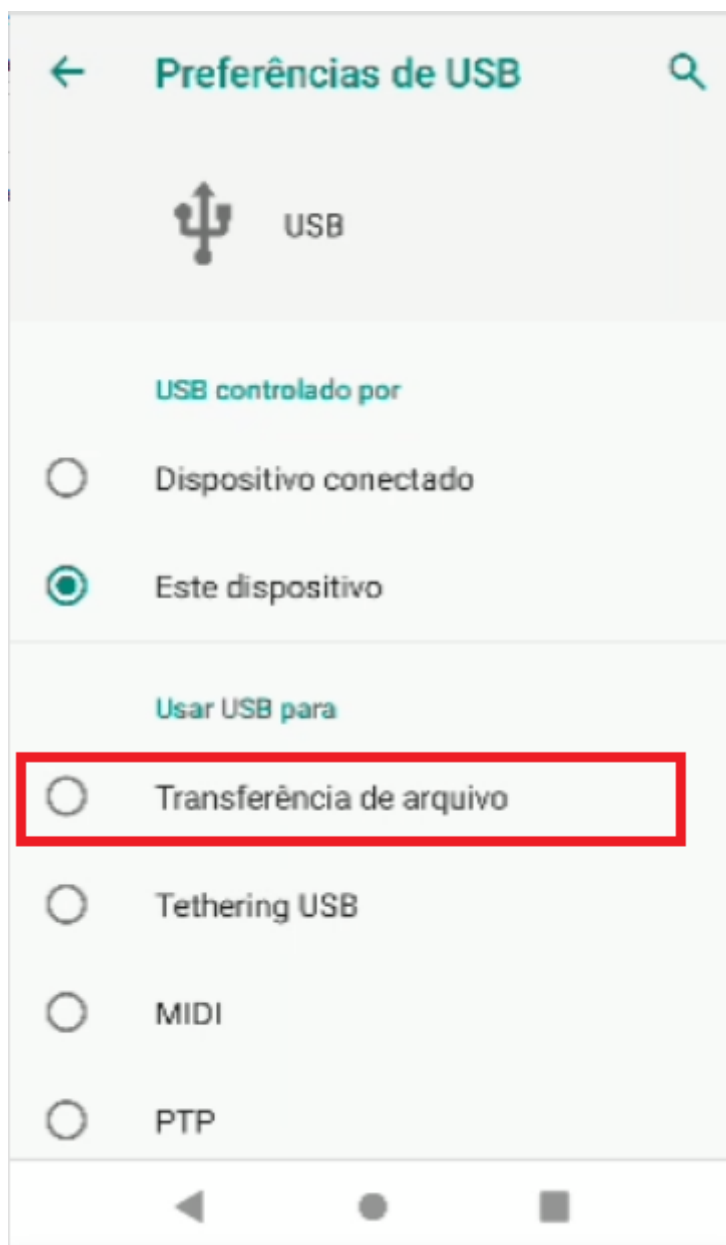 Preferências de USB
USB
USB controlado por
Dispositivo conectado
Este dispositivo
Usar USB para
Transferência de arquivo
Tethering USB
MIDI
PTP